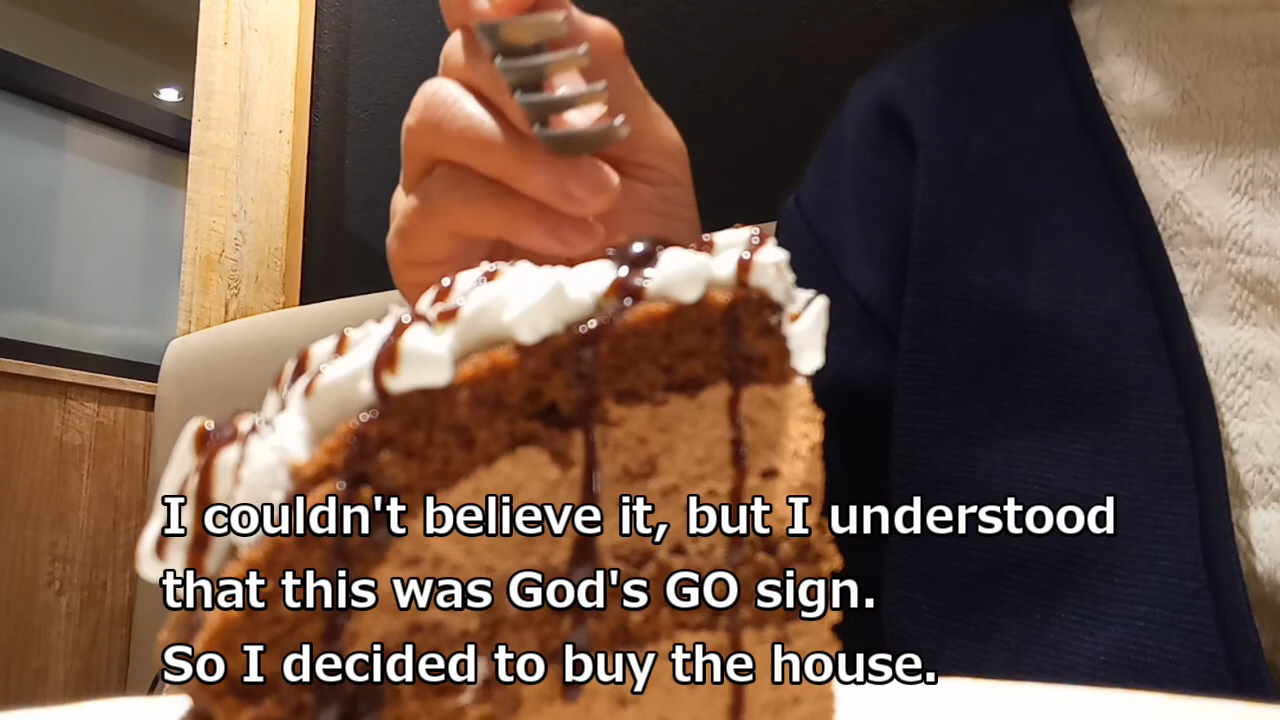 I couldn't believe it, but I understood
that this was God's GO sign.
So I decided to buy the house.